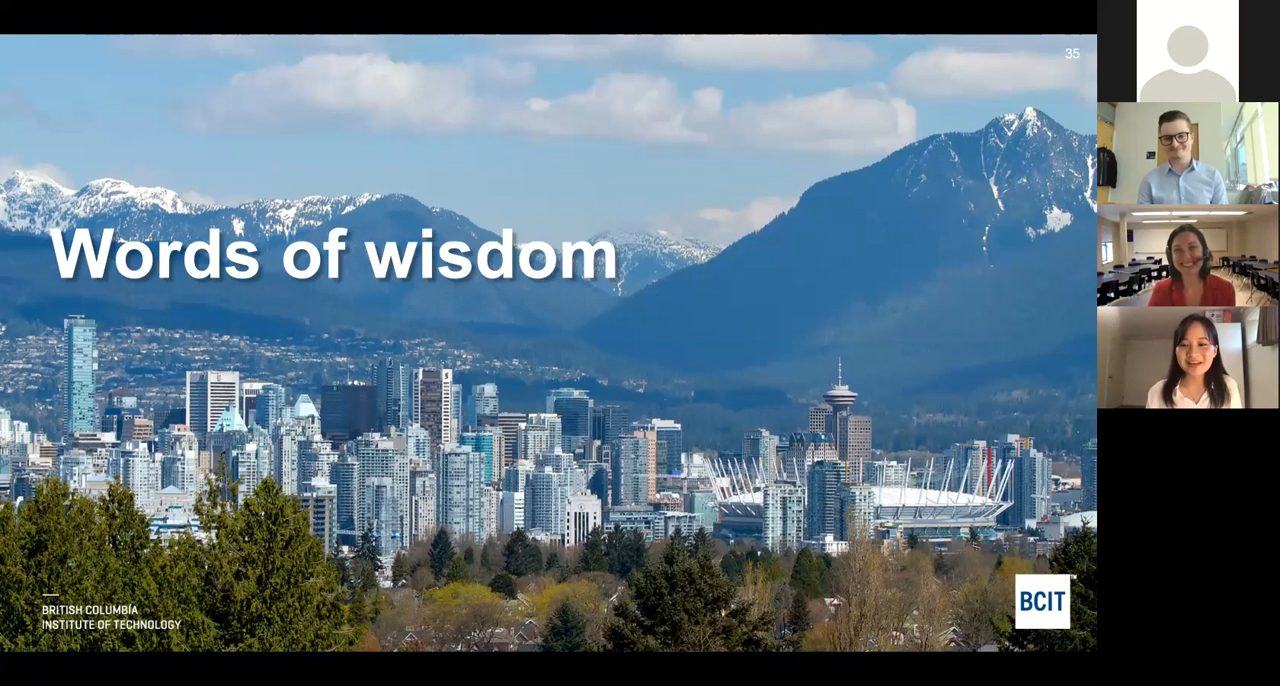 35
Words of wisdom
BRITISH COLUMBIA
INSTITUTE OF TECHNOLOGY
BCIT